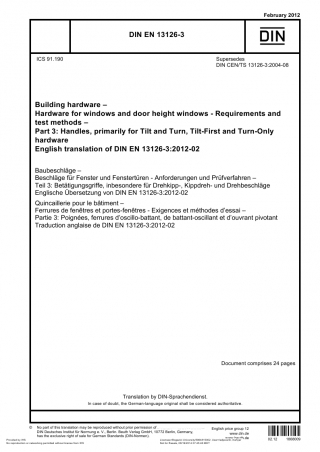 February 2012
DIN EN 13126-3
DIN
ICS 91.190
Supersedes
DIN CEN/TS 13126-3:2004-08
Building hardware –
Hardware for windows and door height windows - Requirements and
test methods –
Part 3: Handles, primarily for Tilt and Turn, Tilt-First and Turn-Only
hardware
English translation of DIN EN 13126-3:2012-02
Baubeschläge –
Beschläge für Fenster und Fenstertüren - Anforderungen und Prüfverfahren –
Teil 3: Betätigungsgriffe, inbesondere für Drehkipp-, Kippdreh- und Drehbeschläge
Englische Übersetzung von DIN EN 13126-3:2012-02
Quincaillerie pour le bâtiment –
Ferrures de fenêtres et portes-fenêtres - Exigences et méthodes d'essai –
Partie 3: Poignées, ferrures d'oscillo-battant, de battant-oscillant et d'ouvrant pivotant
Traduction anglaise de DIN EN 13126-3:2012-02
Document comprises 24 pages
Translation by DIN-Sprachendienst.
In case of doubt, the German-language original shall be considered authoritative.
© No part of this translation may be reproduced without prior permission of
DIN Deutsches Institut für Normung e. V., Berlin. Beuth Verlag GmbH, 10772 Berlin, Germany,
has the exclusive right of sale for German Standards (DIN-Normen).
English price group 12
www.din.de